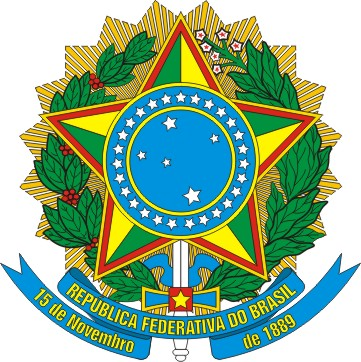 REPUBLICA FEDERATIVA DO BRASIL
15 de Novembro
de 1889